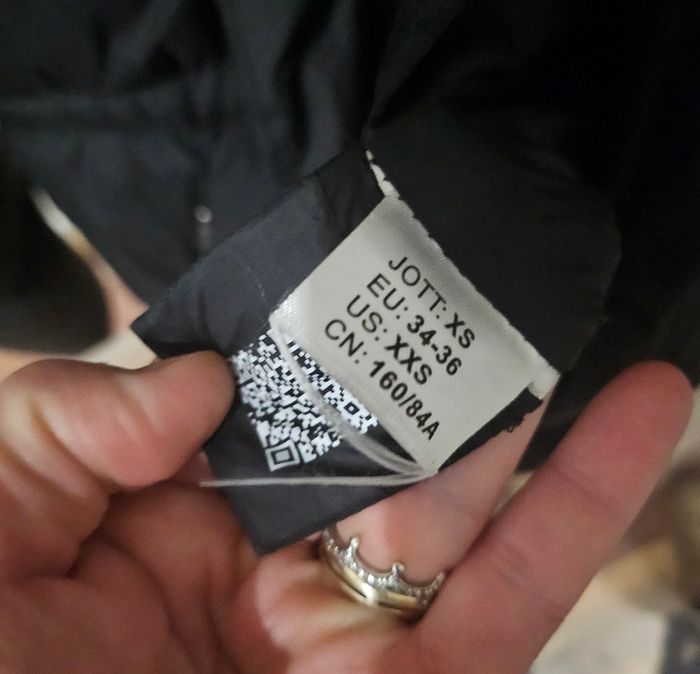 JOTT: XS
EU: 34-36
US: XXS
CN: 160/84A